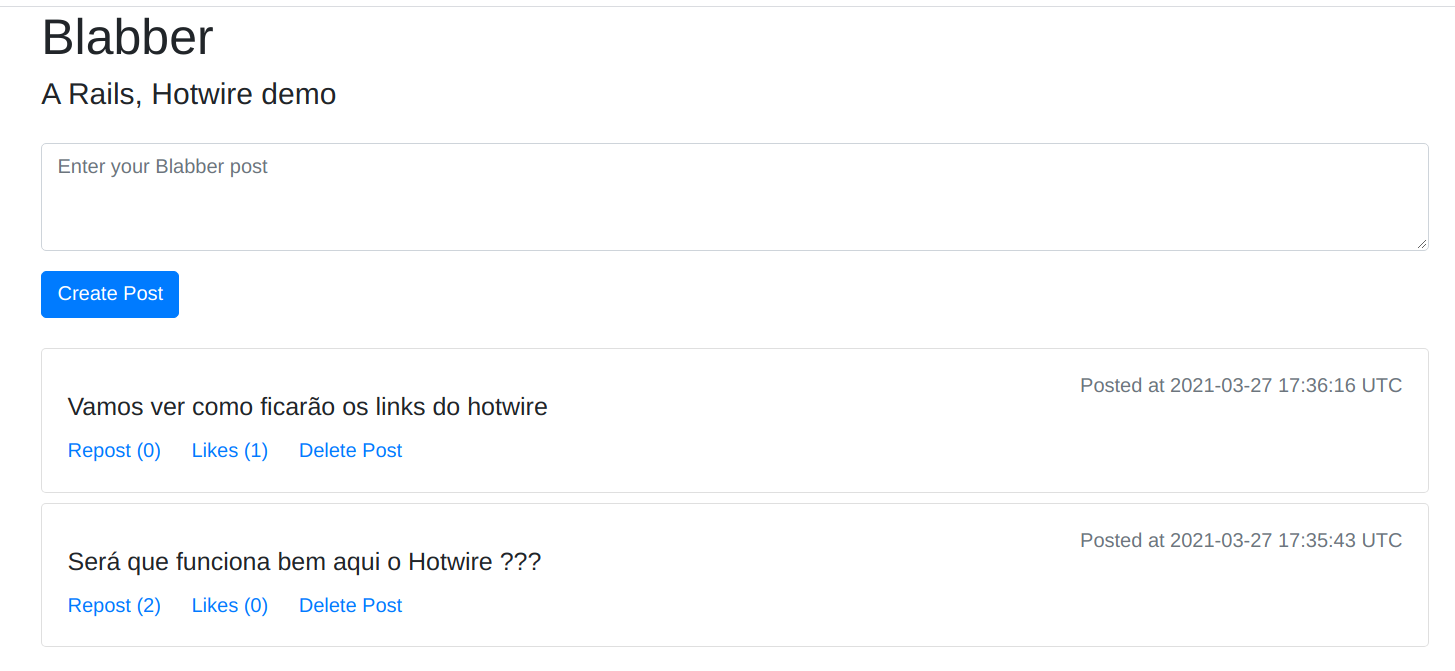 Blabber
A Rails, Hotwire demo
Enter your Blabber post
Create Post
Posted at 2021-03-27 17:36:16 UTC
Vamos ver como ficarão os links do hotwire
Repost (0) Likes (1) Delete Post
Posted at 2021-03-27 17:35:43 UTC
Será que funciona bem aqui o Hotwire ???
Repost (2) Likes (0) Delete Post